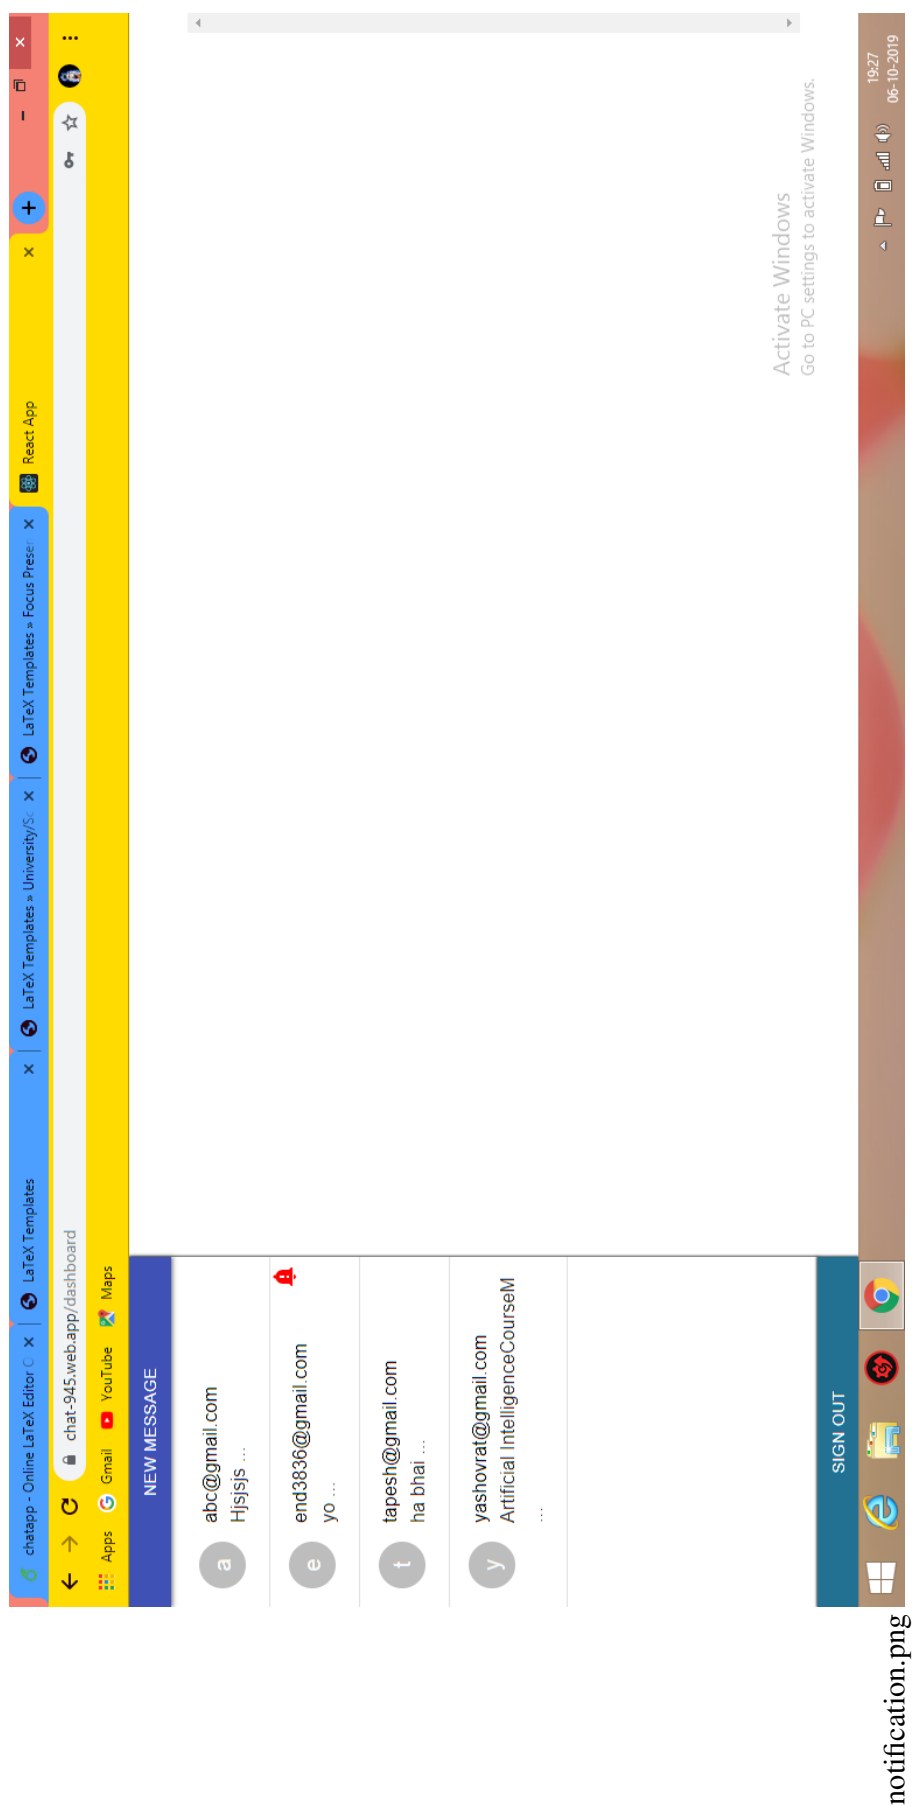 chatapp - Online LaTeX Editor
LaTeX Templates
LaTeX Templates » University/Sc
LaTeX Templates » Focus Presen
React App
chat-945.web.app/dashboard
Apps
Gmail
YouTube
Maps
NEW MESSAGE
a
abc@gmail.com
Hjsjsjs ...
e
end3836@gmail.com
yo ...
t
tapesh@gmail.com
ha bhai ...
y
yashovrat@gmail.com
Artificial IntelligenceCourseM
...
SIGN OUT
Activate Windows
Go to PC settings to activate Windows.
19:27
06-10-2019
notification.png